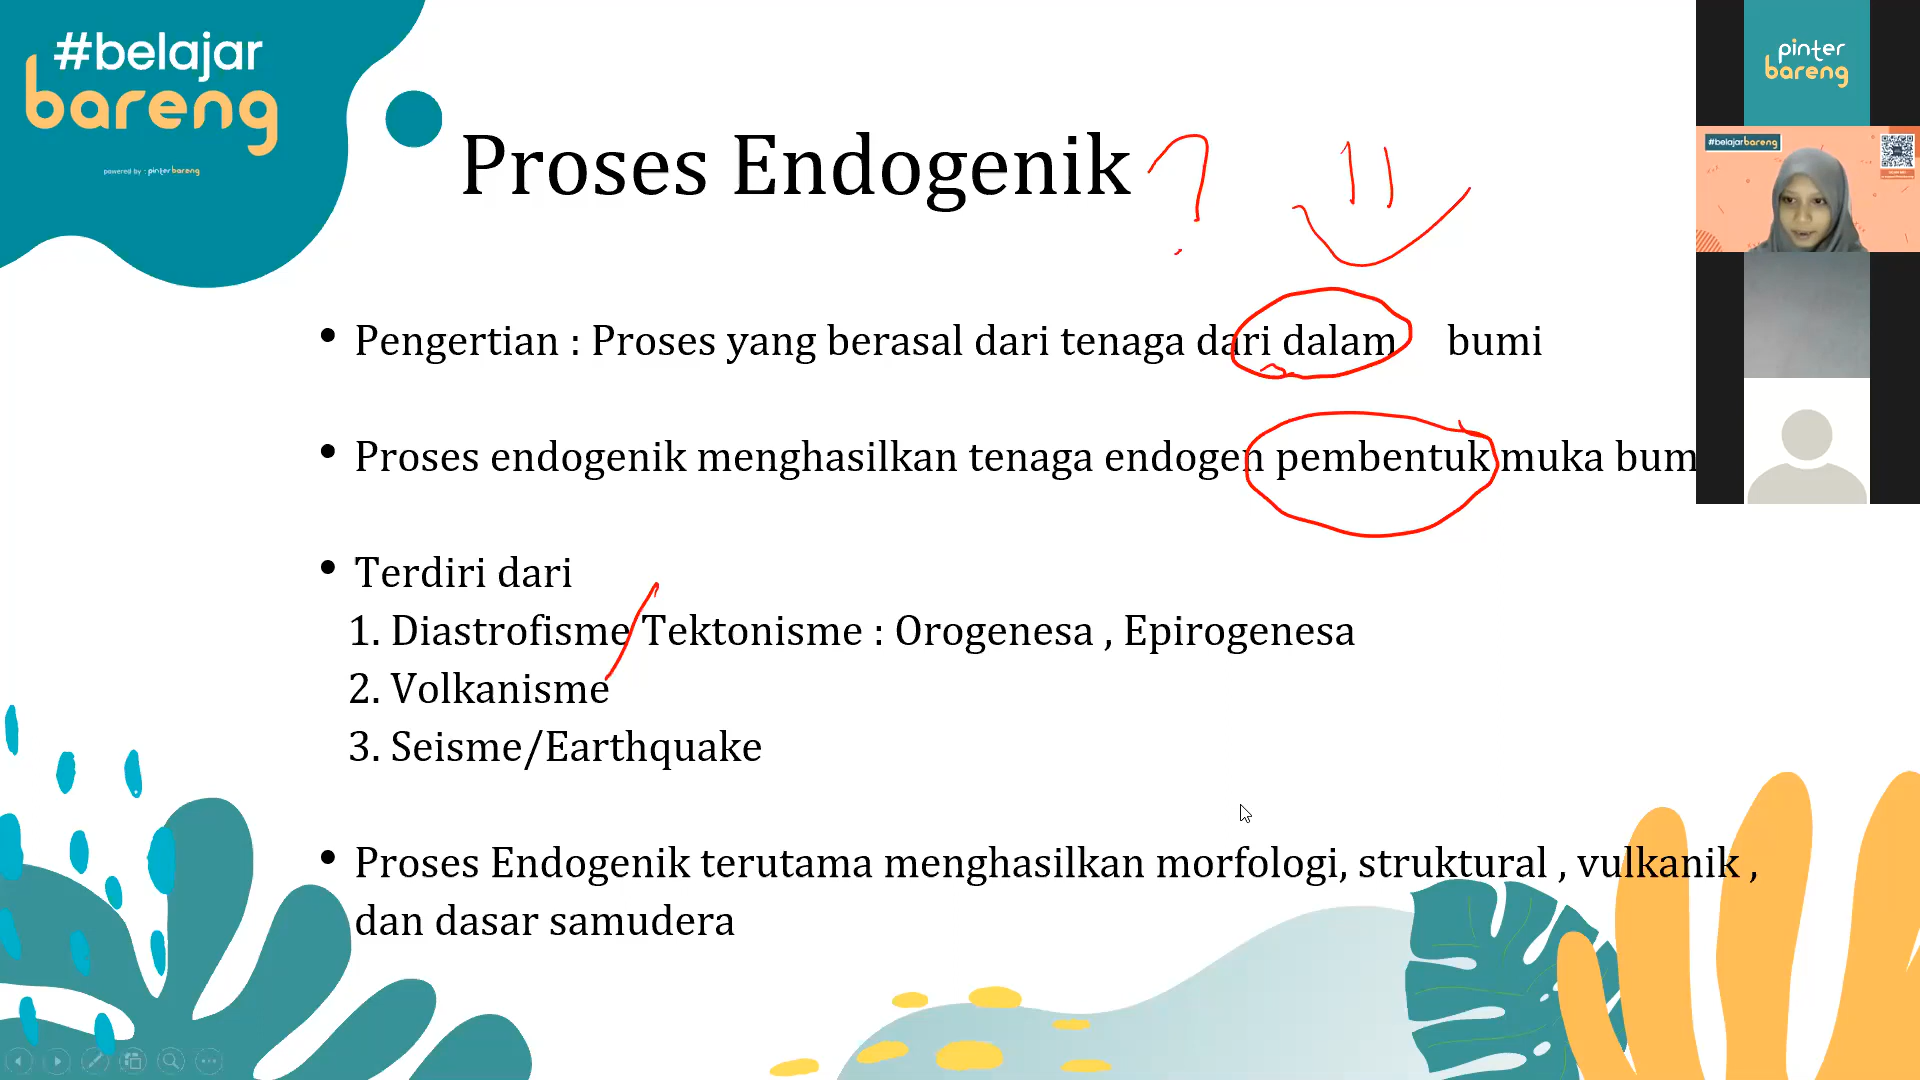 #belajar
bareng
powered by : pinterbareng
Proses Endogenik ?
• Pengertian : Proses yang berasal dari tenaga dari dalam bumi
• Proses endogenik menghasilkan tenaga endogen pembentuk muka bum
• Terdiri dari
1. Diastrofisme/Tektonisme : Orogenesa , Epirogenesa
2. Volkanisme
3. Seisme/Earthquake
• Proses Endogenik terutama menghasilkan morfologi, struktural , vulkanik ,
dan dasar samudera
pinter
bareng
#belajarbareng